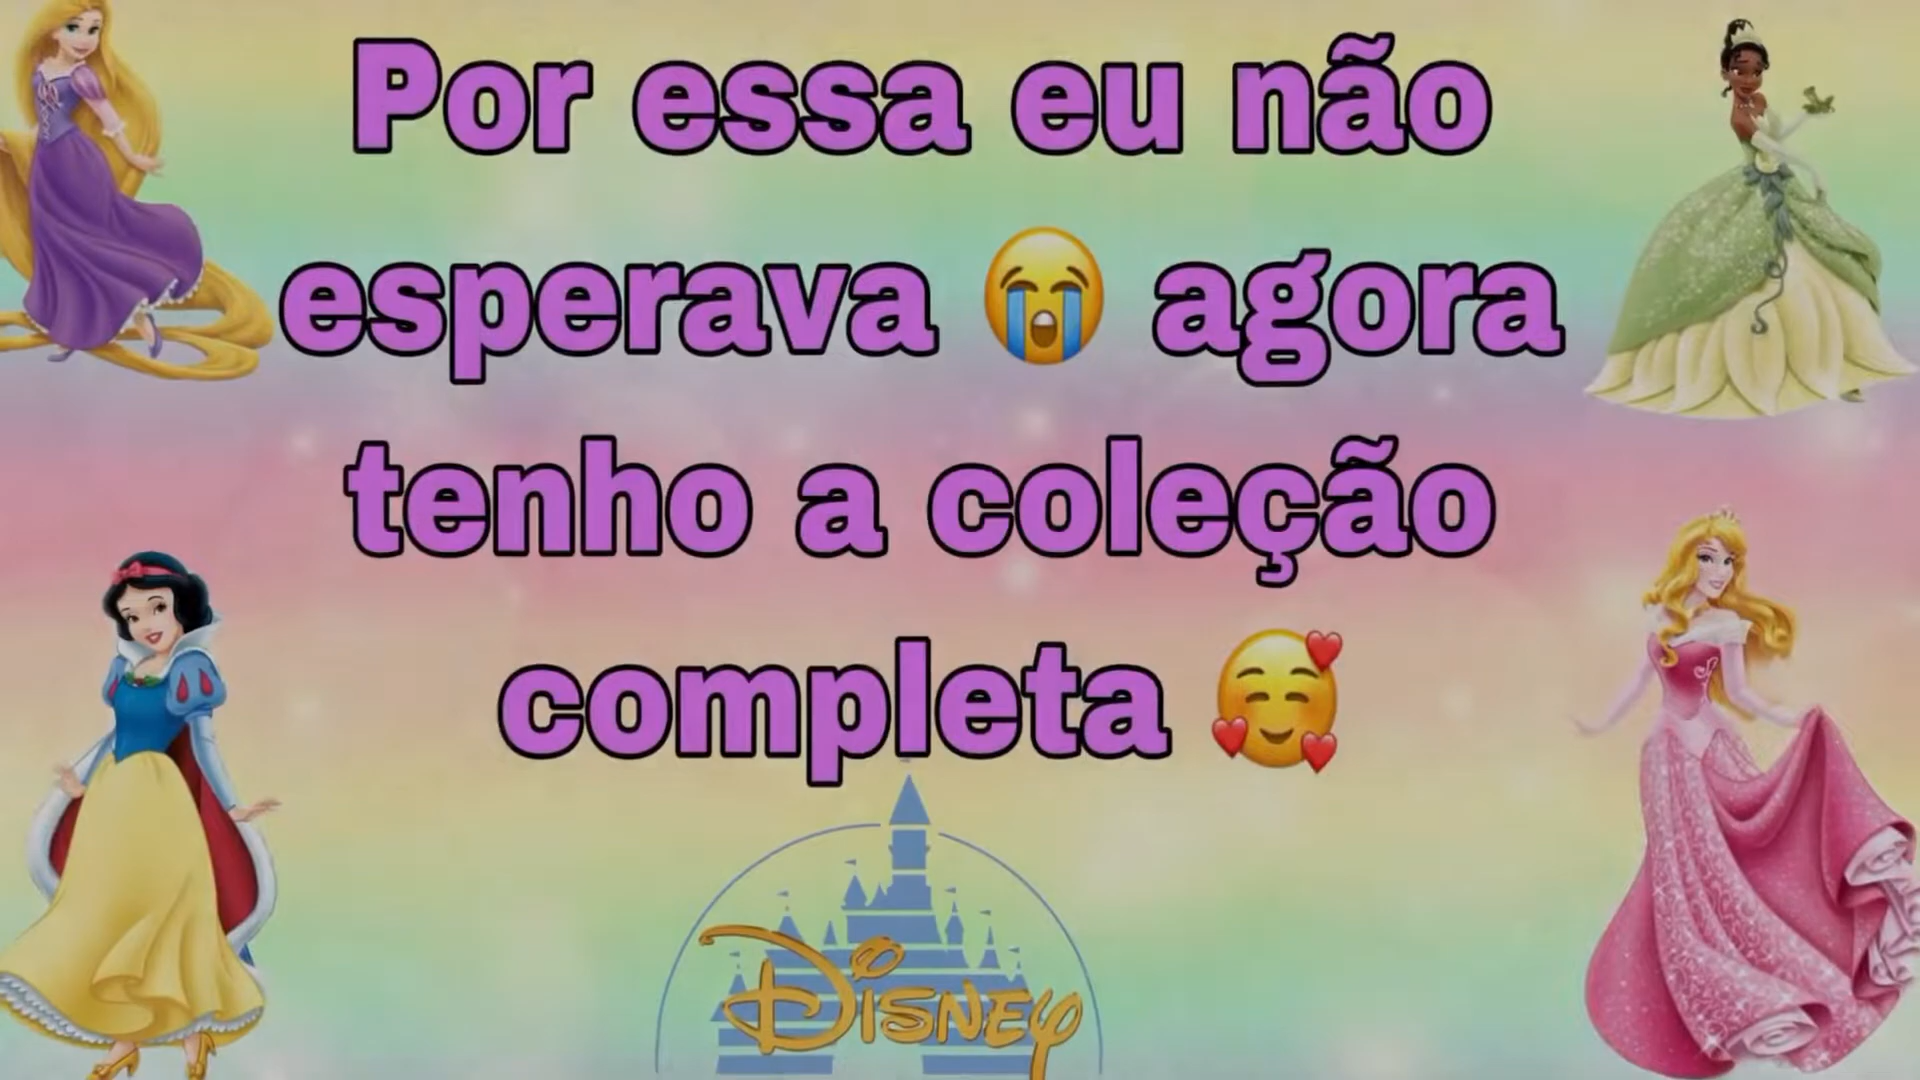 Por essa eu não
esperava 😭 agora
tenho a coleção
completa 🥰
DISNEY